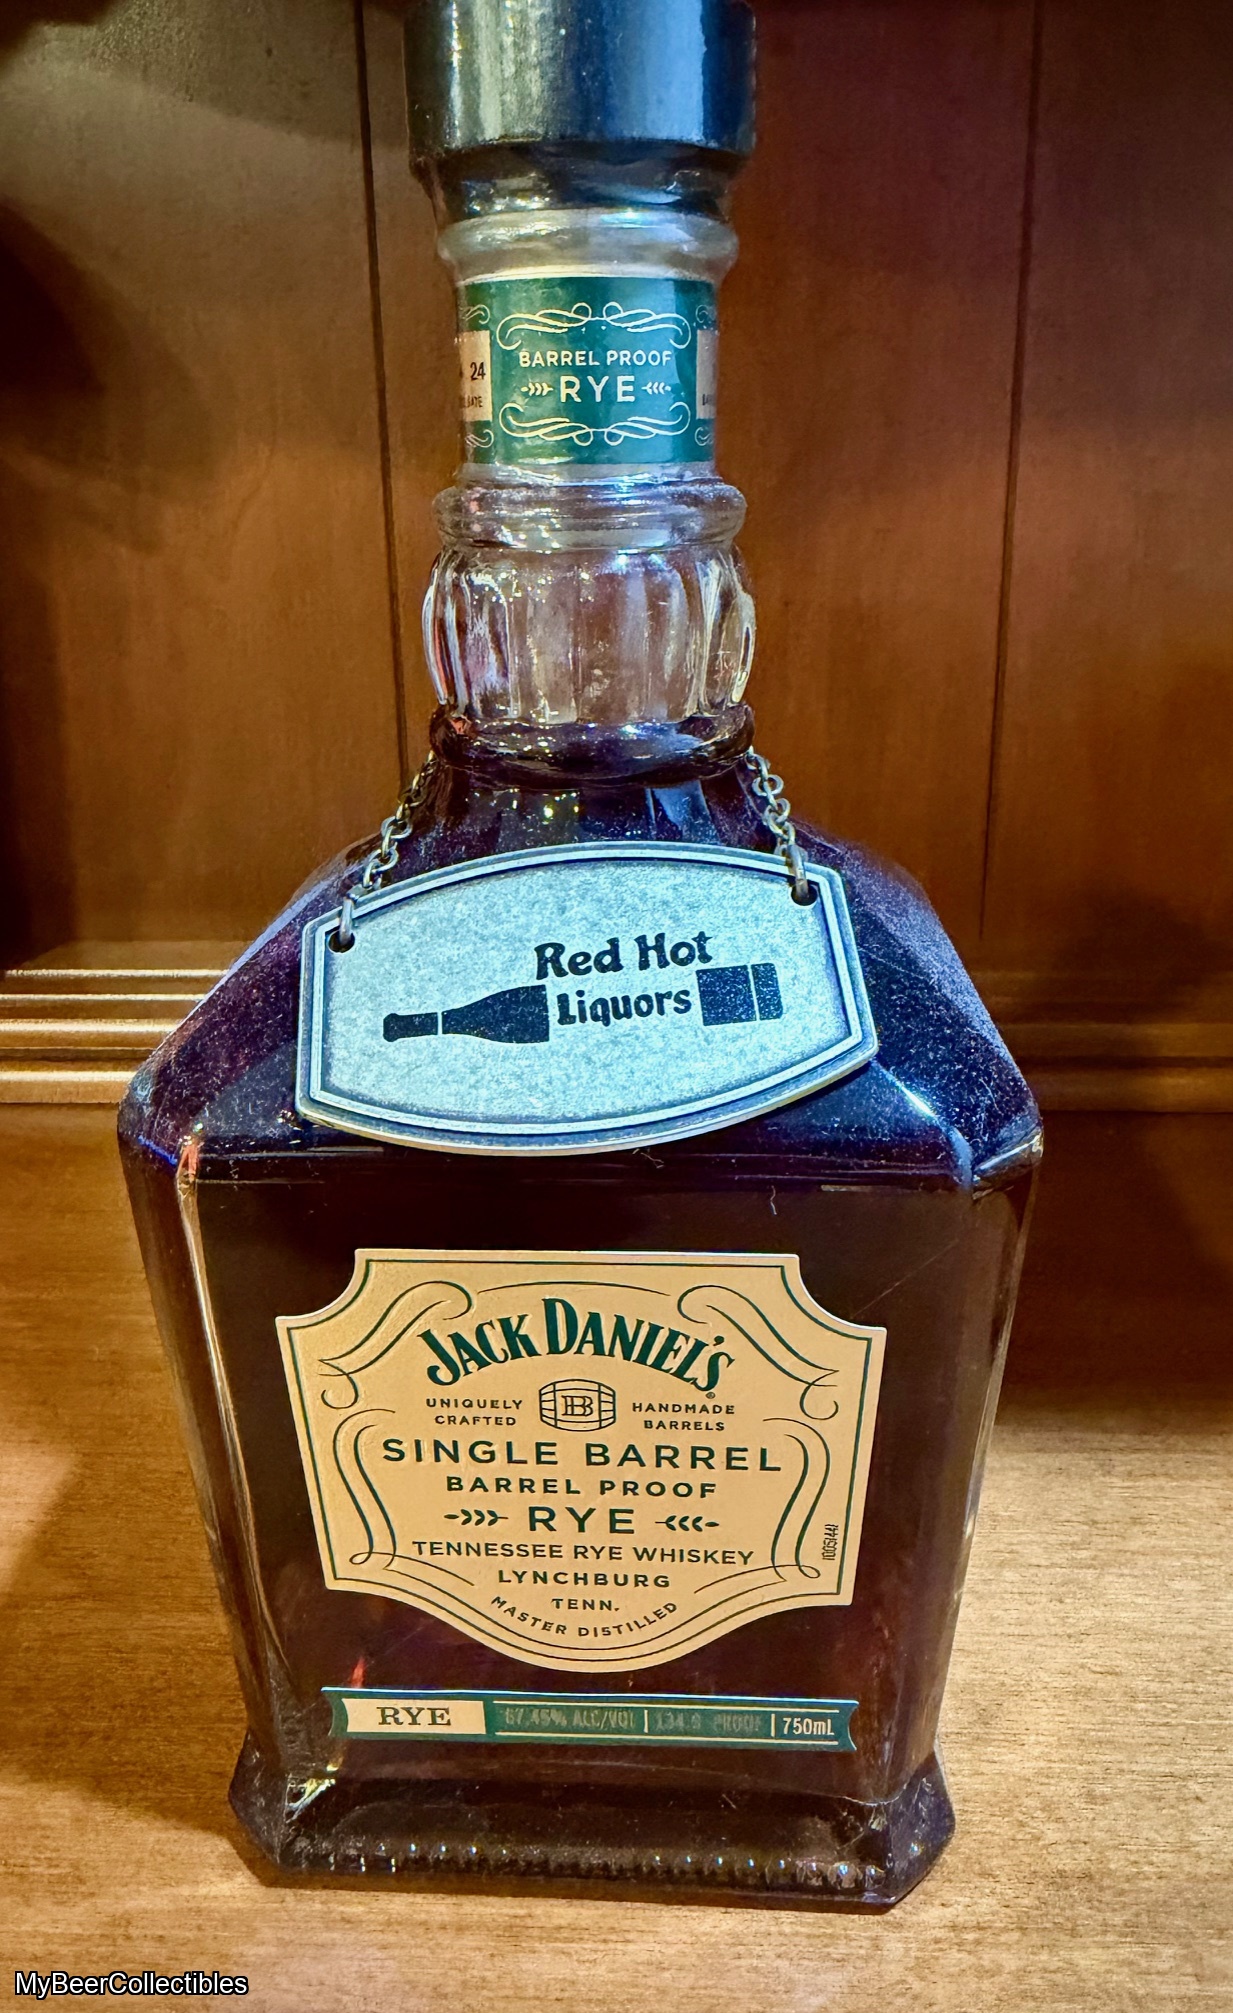 24
BARREL PROOF
RYE
Red Hot
Liquors
JACK DANIEL'S
UNIQUELY
CRAFTED
B
HANDMADE
BARRELS
SINGLE BARREL
BARREL PROOF
RYE
TENNESSEE RYE WHISKEY
LYNCHBURG
TENN.
MASTER DISTILLED
RYE
67.45% ALC/VOL
134.9 PROOF
750mL
MyBeerCollectibles